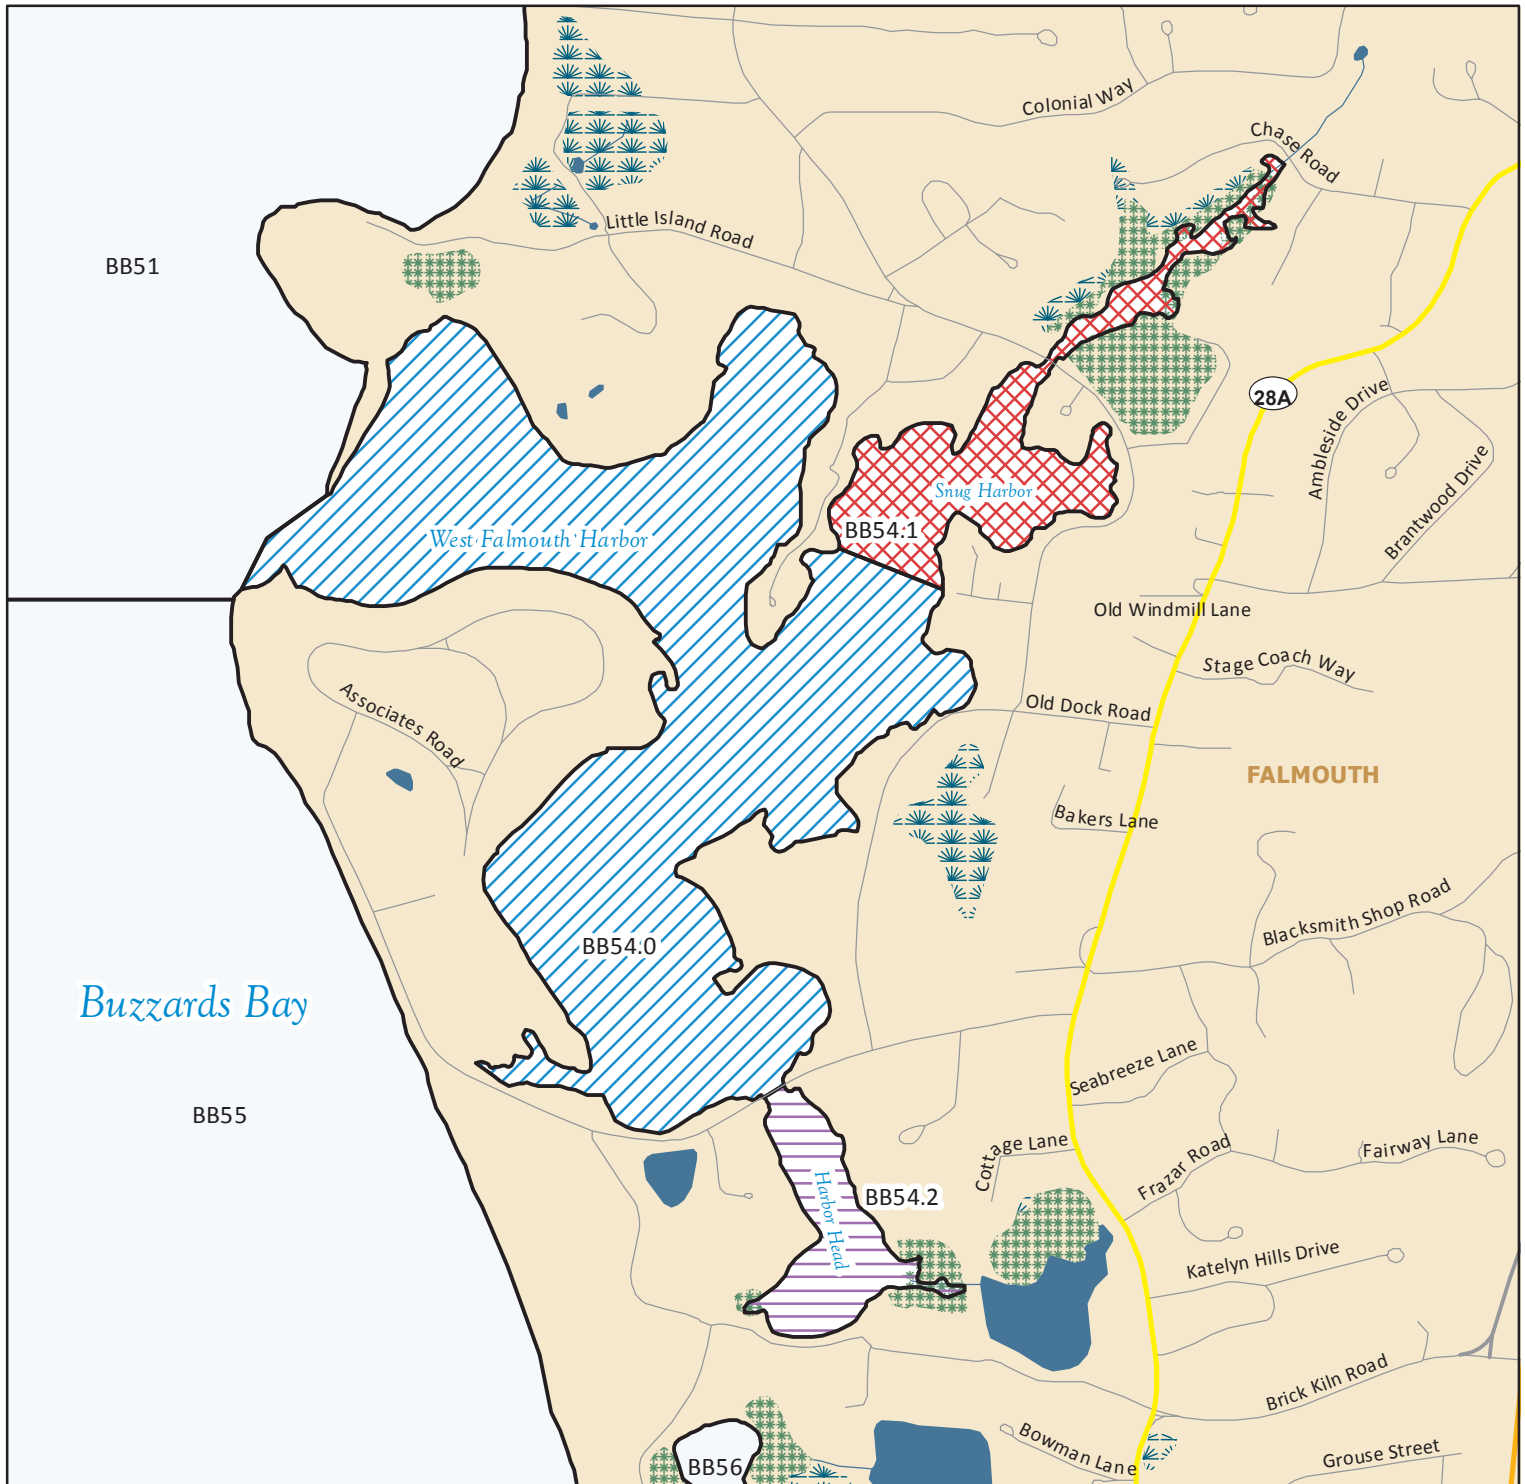 Colonial Way
Chase Road
Little Island Road
BB51
28A
Ambleside Drive
Brantwood Drive
Snug Harbor
BB54.1
West Falmouth Harbor
Old Windmill Lane
Stage Coach Way
Associates Road
Old Dock Road
FALMOUTH
Bakers Lane
Blacksmith Shop Road
BB54.0
Buzzards Bay
Seabreeze Lane
BB55
Cottage Lane
Frazar Road
Fairway Lane
BB54.2
Harbor Head
Katelyn Hills Drive
Brick Kiln Road
Bowman Lane
Grouse Street
BB56